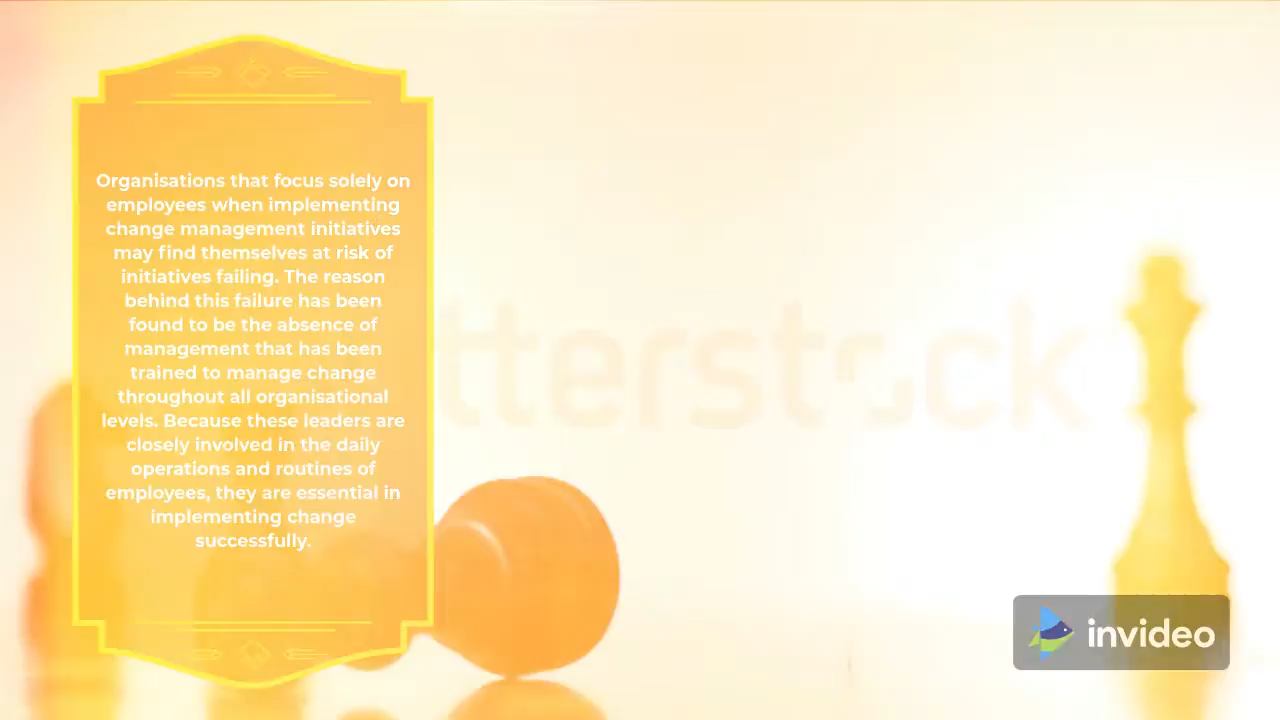 Organisations that focus solely on
employees when implementing
change management initiatives
may find themselves at risk of
initiatives failing. The reason
behind this failure has been
found to be the absence of
management that has been
trained to manage change
throughout all organisational
levels. Because these leaders are
closely involved in the daily
operations and routines of
employees, they are essential in
implementing change
successfully.
tterstock
invideo